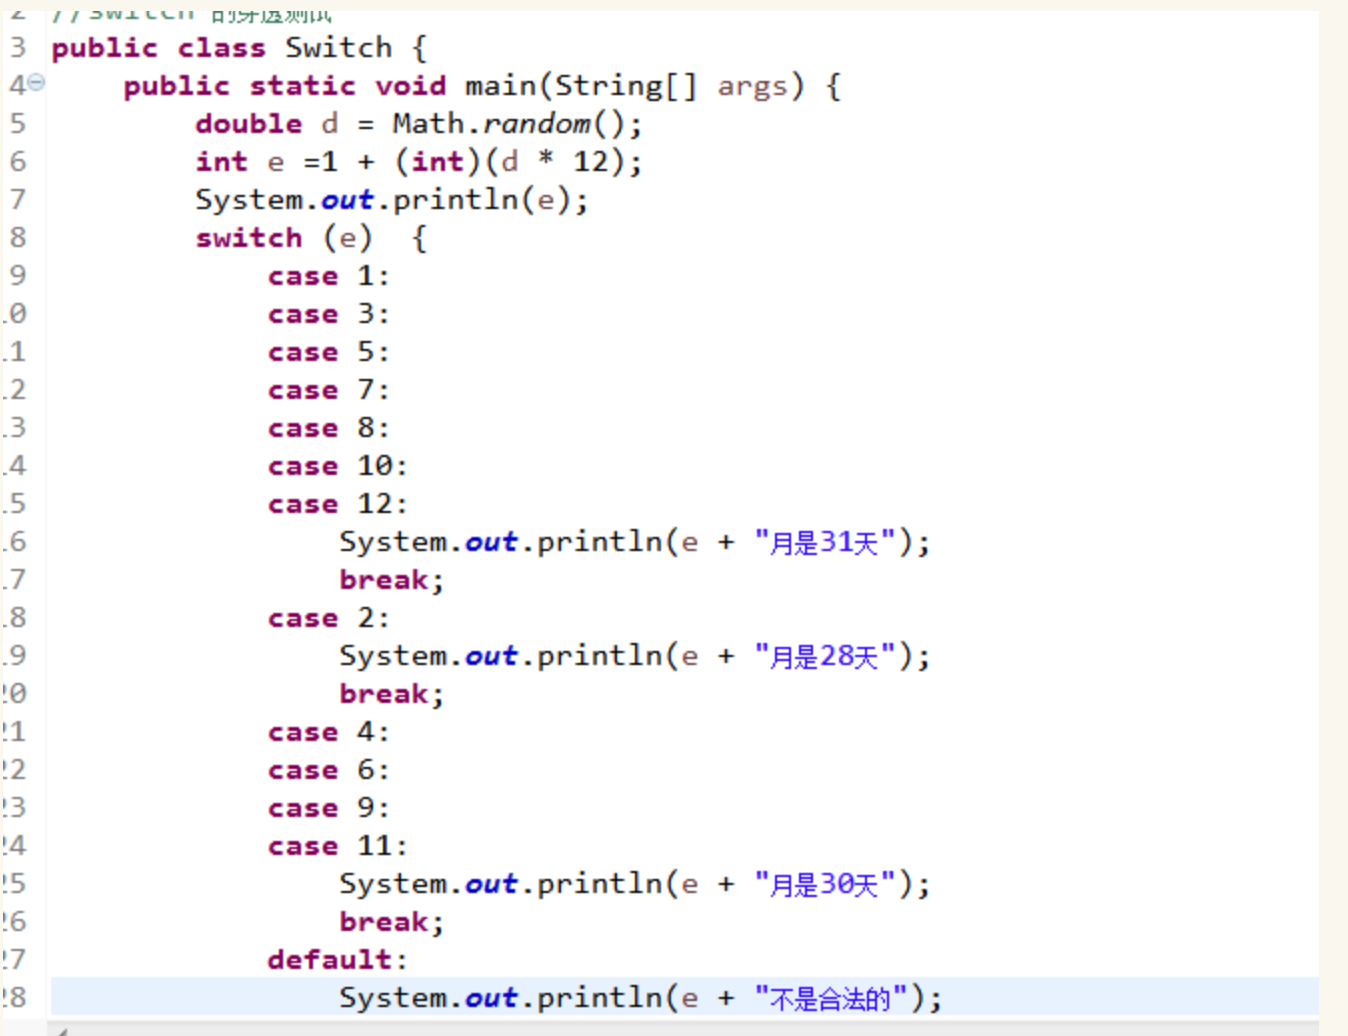 2 //switch 的穿透测试
3 public class Switch {
4 public static void main(String[] args) {
5 double d = Math.random();
6 int e =1 + (int)(d * 12);
7 System.out.println(e);
8 switch (e) {
9 case 1:
.0 case 3:
.1 case 5:
.2 case 7:
.3 case 8:
.4 case 10:
.5 case 12:
.6 System.out.println(e + "月是31天");
.7 break;
.8 case 2:
.9 System.out.println(e + "月是28天");
20 break;
21 case 4:
22 case 6:
23 case 9:
24 case 11:
25 System.out.println(e + "月是30天");
26 break;
27 default:
28 System.out.println(e + "不是合法的");